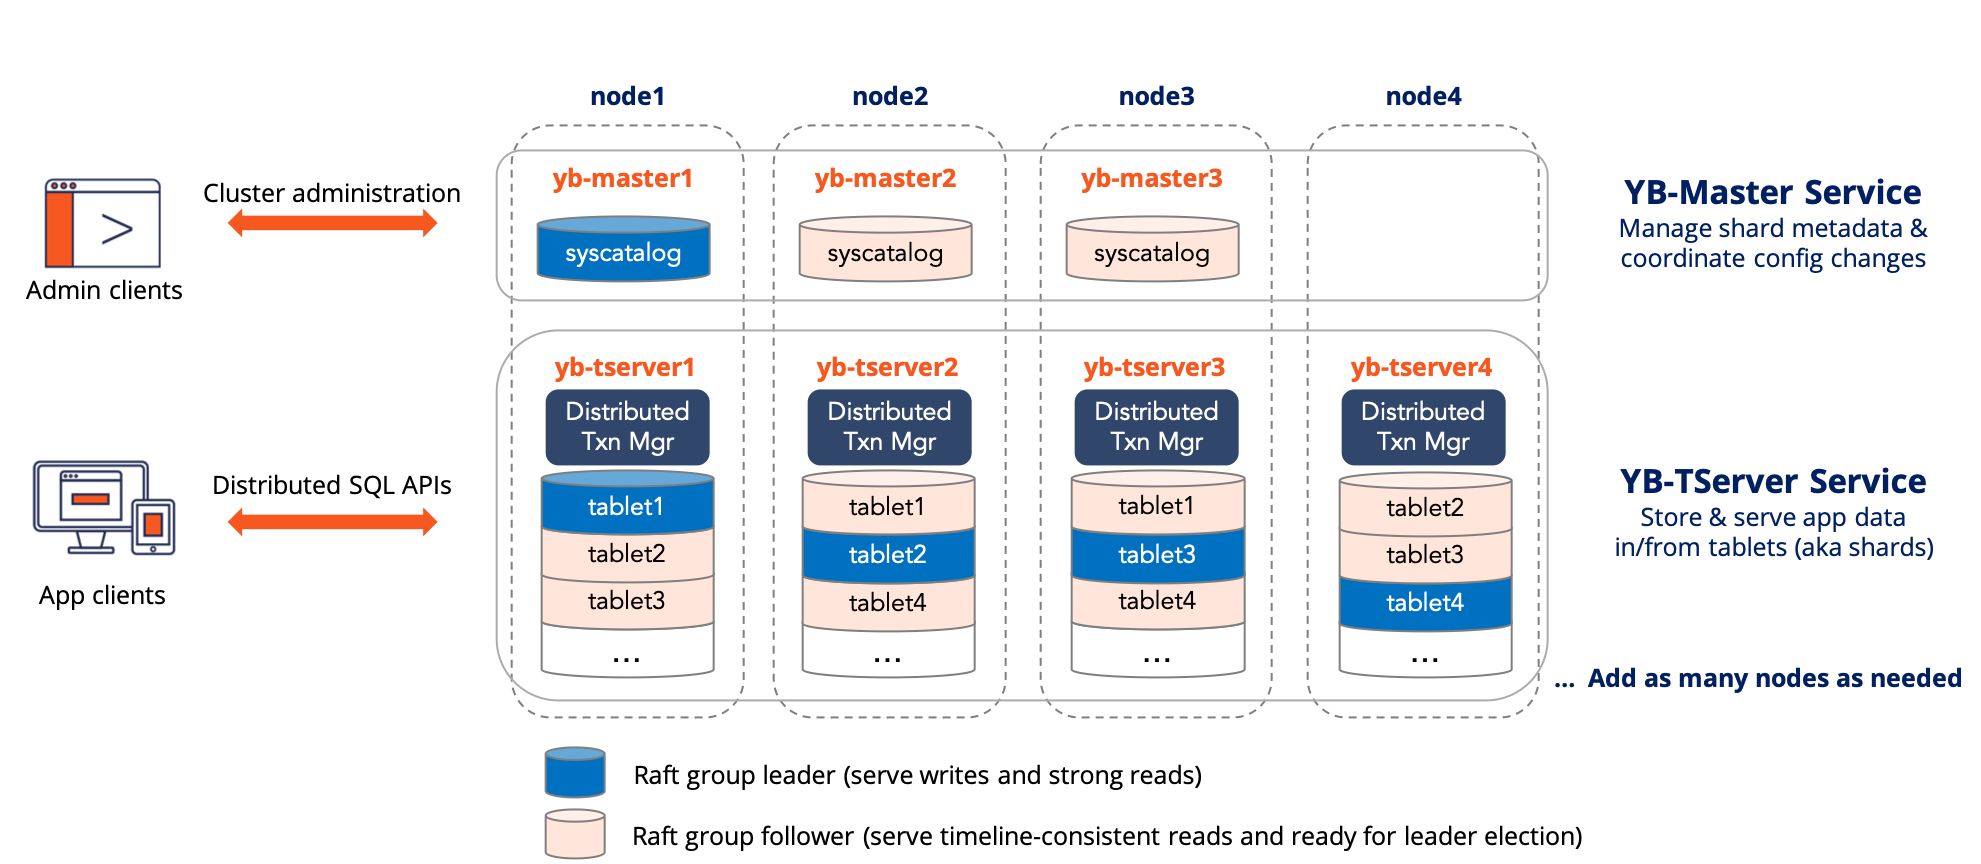 node1
node2
node3
node4
Cluster administration
Admin clients
>
yb-master1
yb-master2
yb-master3
syscatalog
syscatalog
syscatalog
YB-Master Service
Manage shard metadata &
coordinate config changes
Distributed SQL APIs
App clients
yb-tserver1
Distributed
Txn Mgr
tablet1
tablet2
tablet3
...
yb-tserver2
Distributed
Txn Mgr
tablet1
tablet2
tablet4
...
yb-tserver3
Distributed
Txn Mgr
tablet1
tablet3
tablet4
...
yb-tserver4
Distributed
Txn Mgr
tablet2
tablet3
tablet4
...
YB-TServer Service
Store & serve app data
in/from tablets (aka shards)
... Add as many nodes as needed
Raft group leader (serve writes and strong reads)
Raft group follower (serve timeline-consistent reads and ready for leader election)